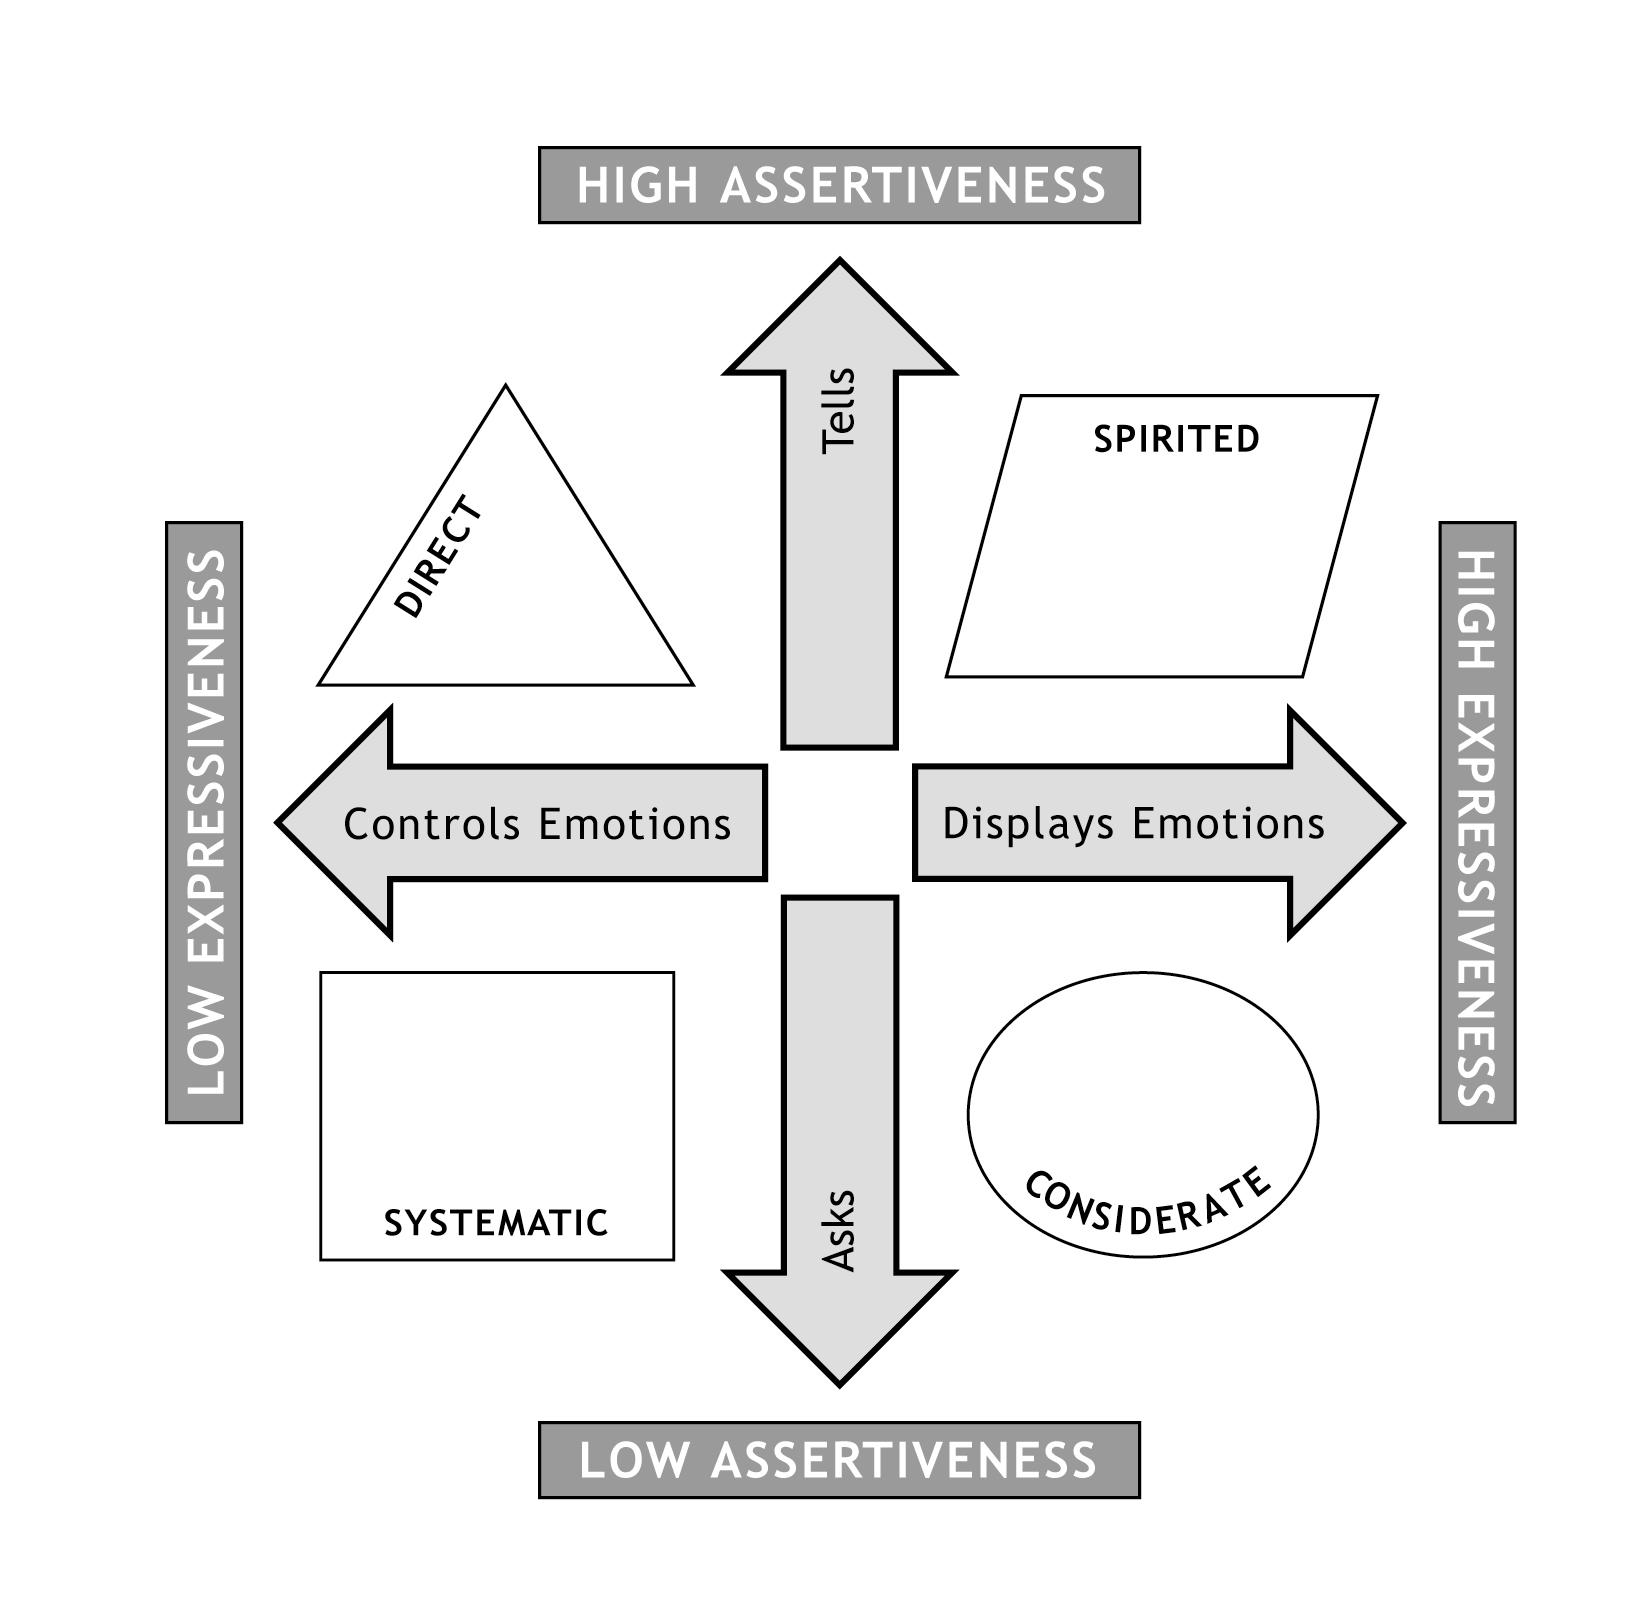 HIGH ASSERTIVENESS
Tells
DIRECT
SPIRITED
LOW EXPRESSIVENESS
Controls Emotions
Displays Emotions
HIGH EXPRESSIVENESS
SYSTEMATIC
Asks
CONSIDERATE
LOW ASSERTIVENESS